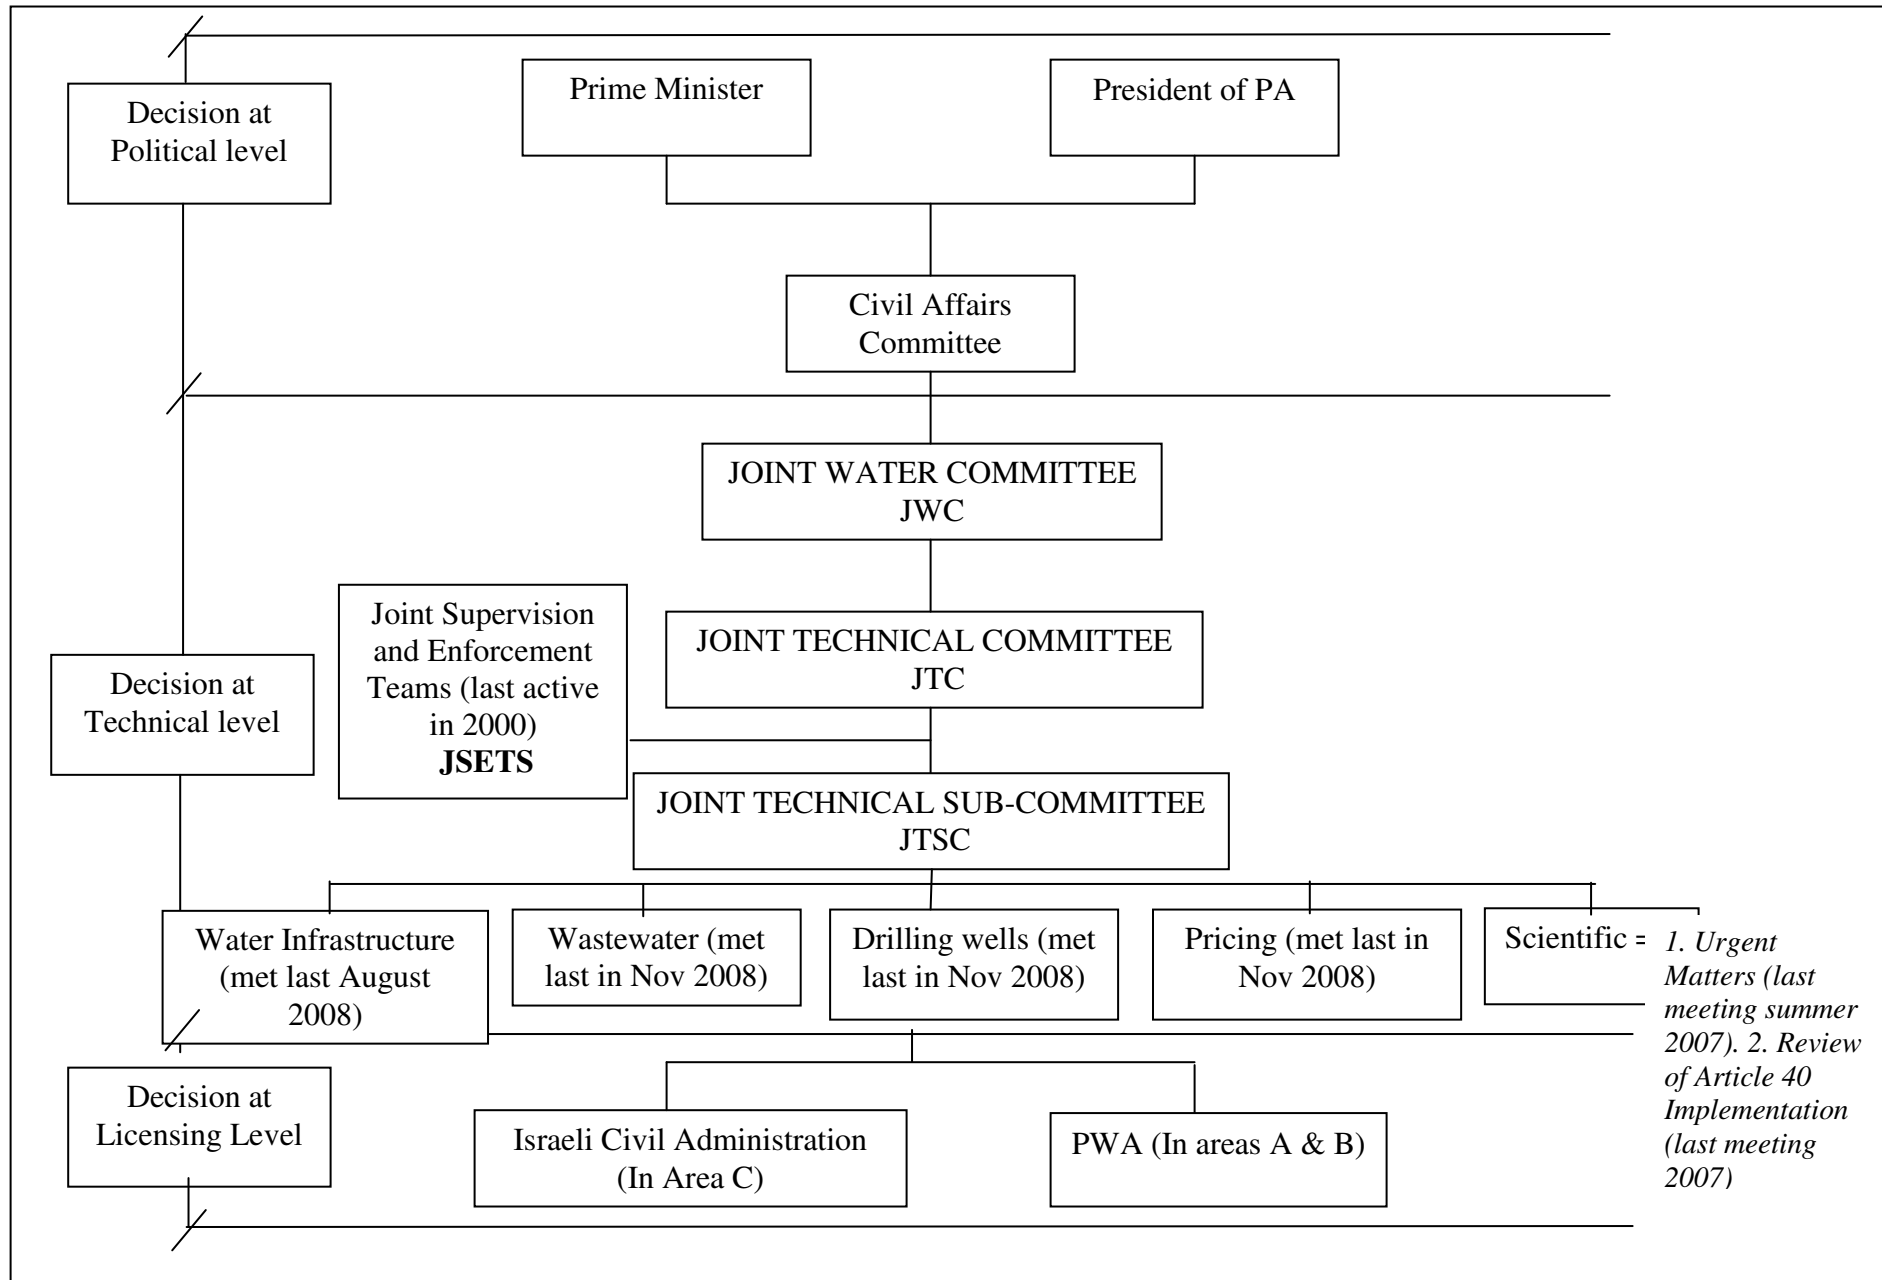 Decision at
Political level
Prime Minister
President of PA
Civil Affairs
Committee
JOINT WATER COMMITTEE
JWC
Joint Supervision
and Enforcement
Teams (last active
in 2000)
JSETS
JOINT TECHNICAL COMMITTEE
JTC
Decision at
Technical level
JOINT TECHNICAL SUB-COMMITTEE
JTSC
Water Infrastructure
(met last August
2008)
Wastewater (met
last in Nov 2008)
Drilling wells (met
last in Nov 2008)
Pricing (met last in
Nov 2008)
Scientific =
1. Urgent
Matters (last
meeting summer
2007). 2. Review
of Article 40
Implementation
(last meeting
2007)
Decision at
Licensing Level
Israeli Civil Administration
(In Area C)
PWA (In areas A & B)